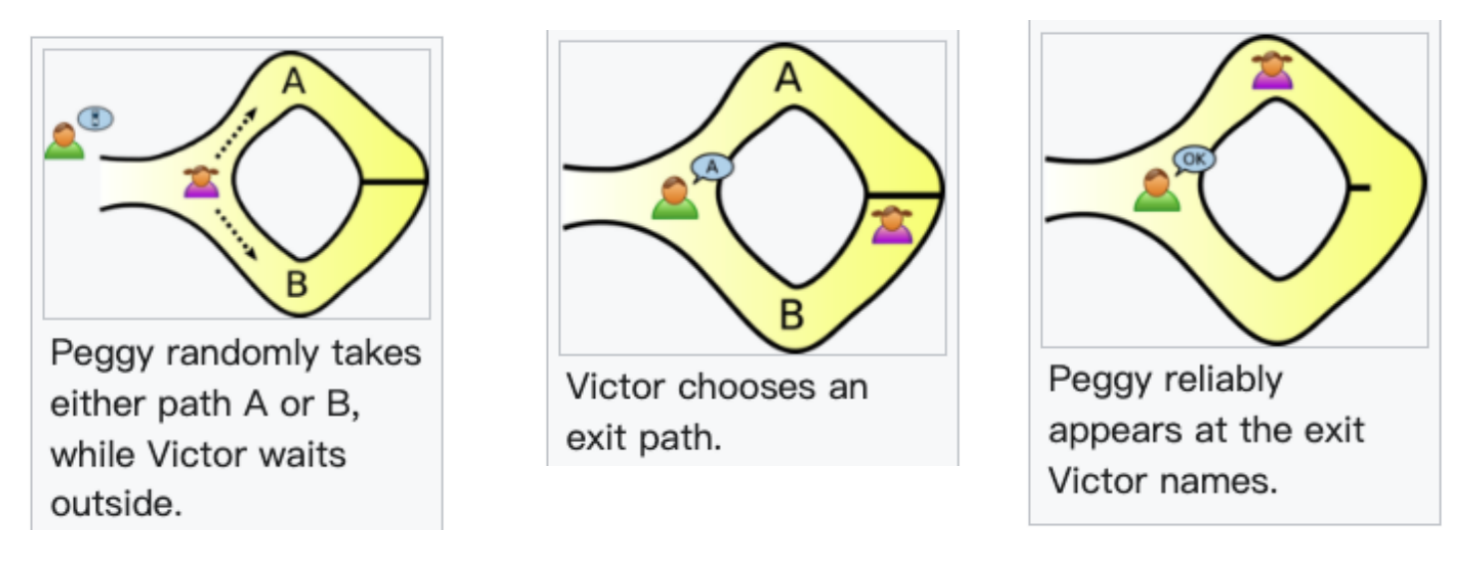 A
B
Peggy randomly takes
either path A or B,
while Victor waits
outside.
A
A
B
Victor chooses an
exit path.
OK
Peggy reliably
appears at the exit
Victor names.